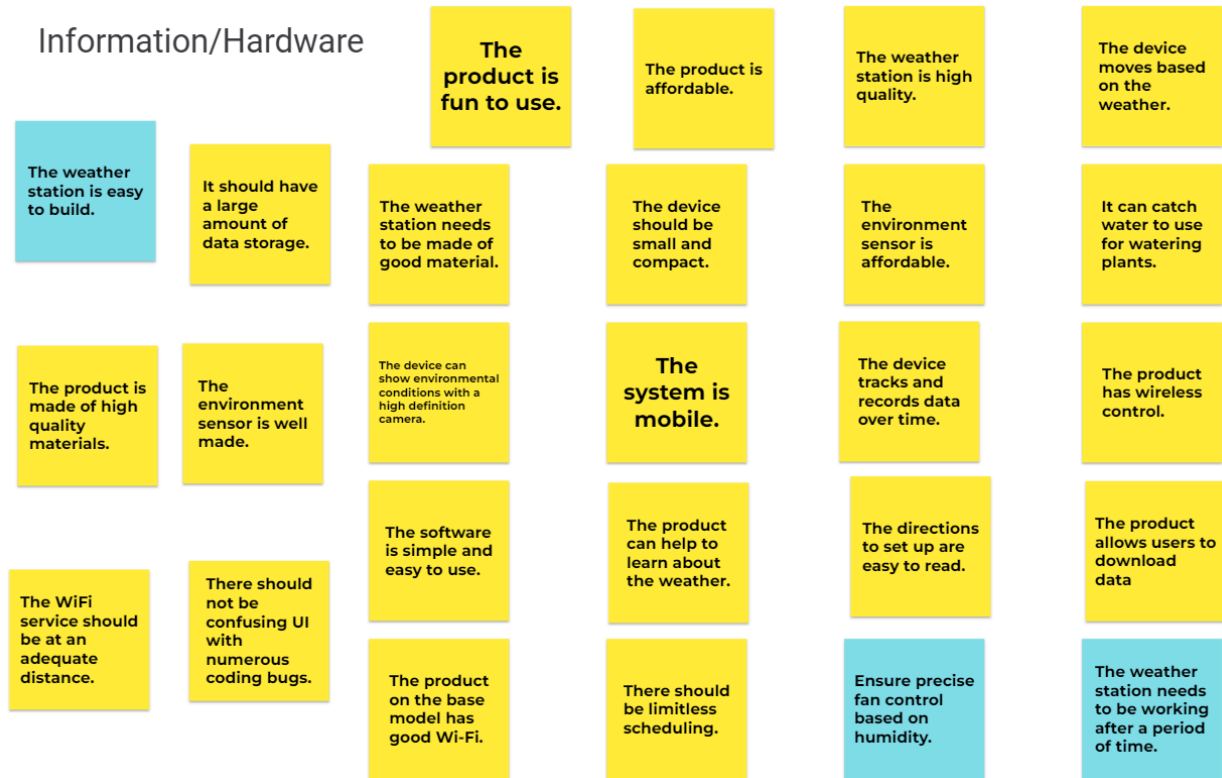 Information/Hardware
The
product is
fun to use.
The product is
affordable.
The weather
station is high
quality.
The device
moves based
on the
weather.
The weather
station is easy
to build.
It should have
a large
amount of
data storage.
The weather
station needs
to be made of
good material.
The device
should be
small and
compact.
The
environment
sensor is
affordable.
It can catch
water to use
for watering
plants.
The product is
made of high
quality
materials.
The
environment
sensor is well
made.
The device can
show environmental
conditions with a
high definition
camera.
The
system is
mobile.
The device
tracks and
records data
over time.
The product
has wireless
control.
The software
is simple and
easy to use.
The product
can help to
learn about
the weather.
The directions
to set up are
easy to read.
The product
allows users to
download
data
The WiFi
service should
be at an
adequate
distance.
There should
not be
confusing UI
with
numerous
coding bugs.
The product
on the base
model has
good Wi-Fi.
There should
be limitless
scheduling.
Ensure precise
fan control
based on
humidity.
The weather
station needs
to be working
after a period
of time.